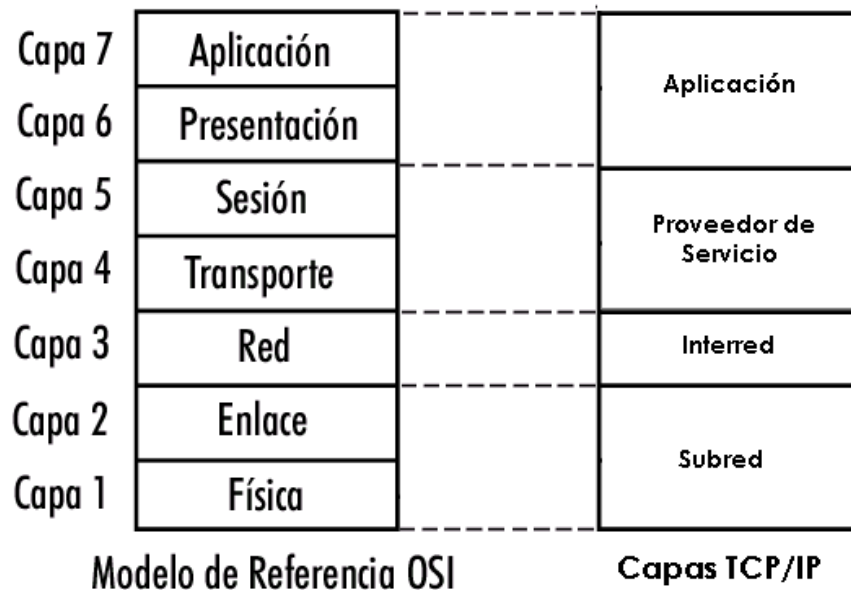 Capa 7 Aplicación
Capa 6 Presentación
Capa 5 Sesión
Capa 4 Transporte
Capa 3 Red
Capa 2 Enlace
Capa 1 Física
Modelo de Referencia OSI
Aplicación
Proveedor de
Servicio
Interred
Subred
Capas TCP/IP